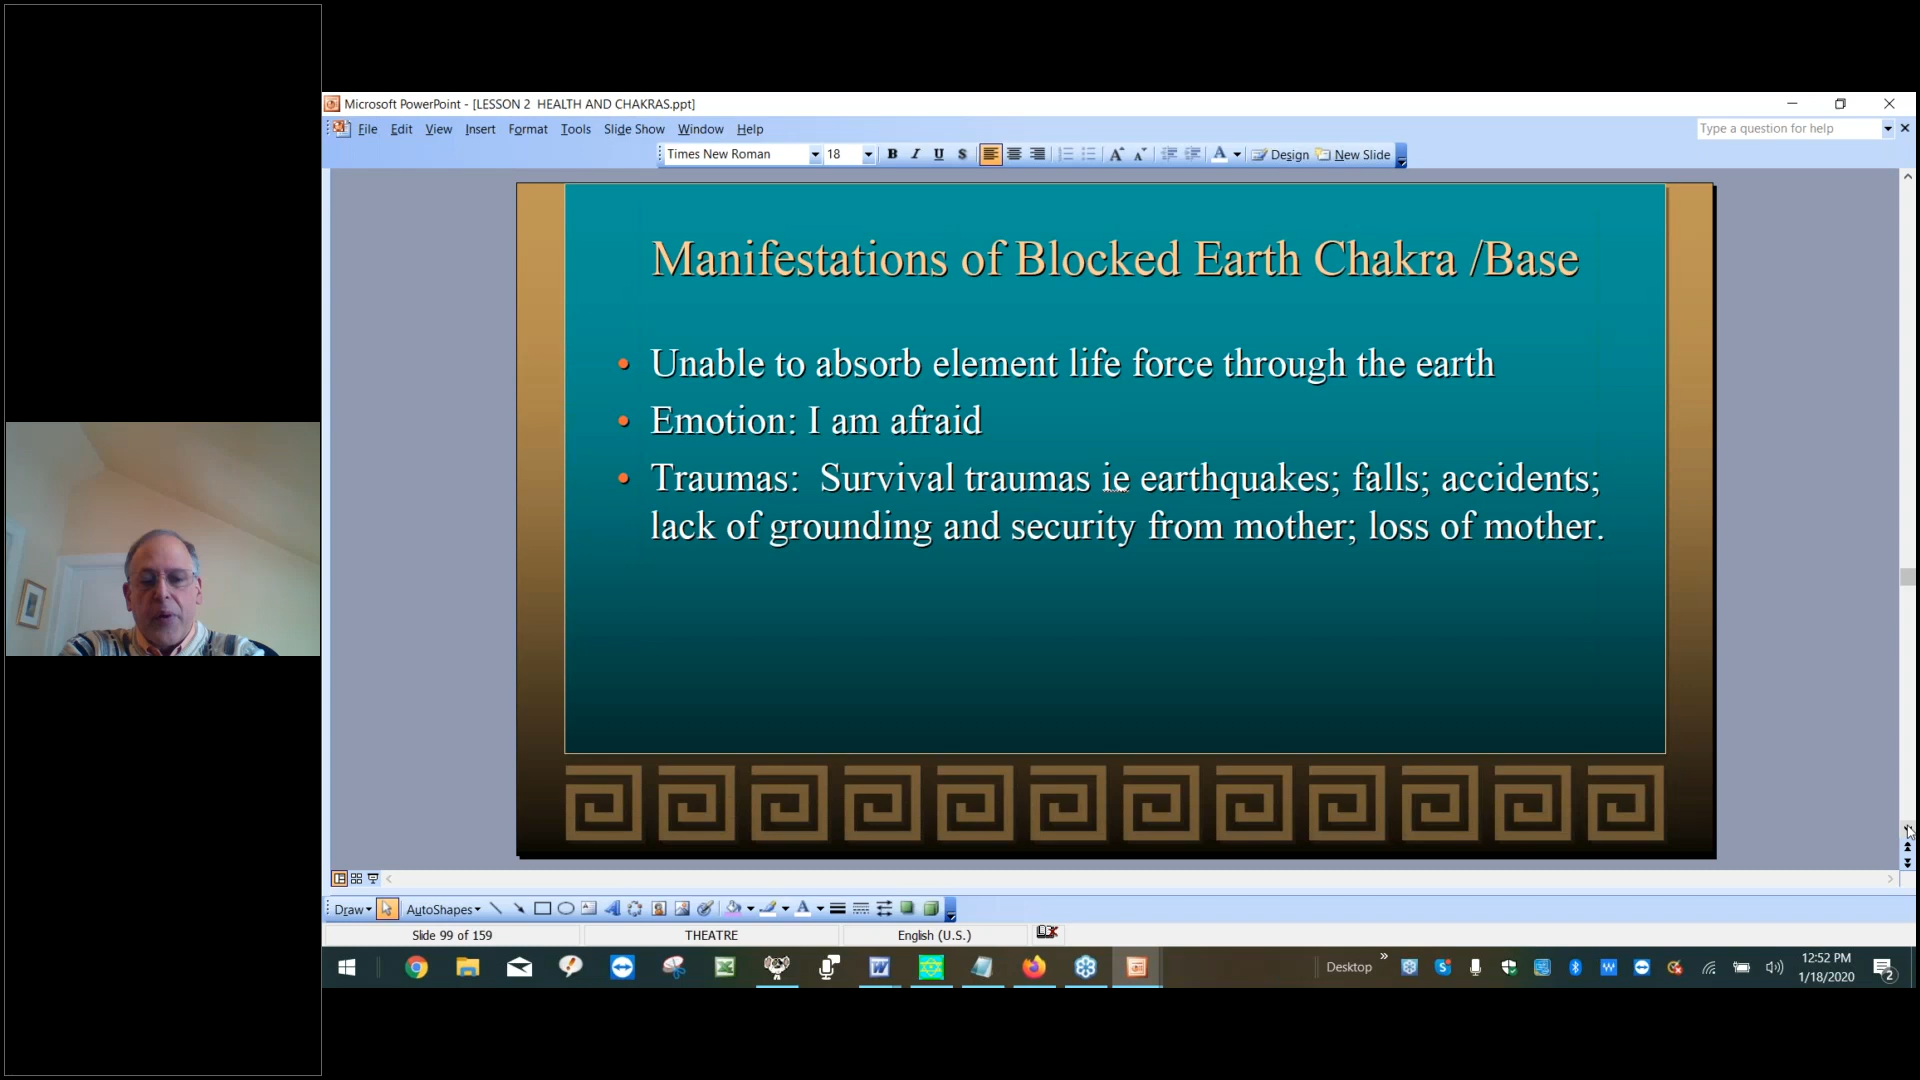 Microsoft PowerPoint - [LESSON 2  HEALTH AND CHAKRAS.ppt]
File Edit View Insert Format Tools Slide Show Window Help
Type a question for help
Times New Roman 18 B I U S A A A Design New Slide
Manifestations of Blocked Earth Chakra /Base
• Unable to absorb element life force through the earth
• Emotion: I am afraid
• Traumas:  Survival traumas ie earthquakes; falls; accidents;
lack of grounding and security from mother; loss of mother.
Draw AutoShapes A
Slide 99 of 159 THEATRE English (U.S.)
Desktop
12:52 PM
1/18/2020
2